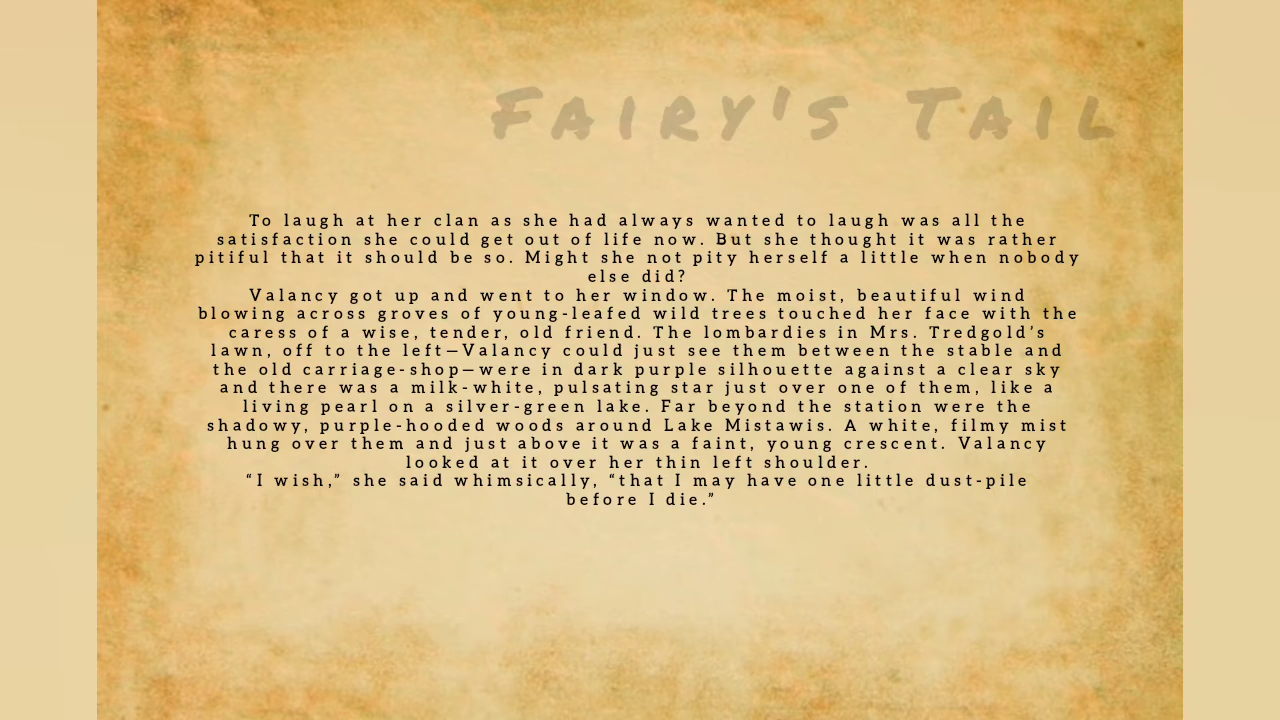 Fairy's Tail
To laugh at her clan as she had always wanted to laugh was all the
satisfaction she could get out of life now. But she thought it was rather
pitiful that it should be so. Might she not pity herself a little when nobody
else did?
Valancy got up and went to her window. The moist, beautiful wind
blowing across groves of young-leafed wild trees touched her face with the
caress of a wise, tender, old friend. The lombardies in Mrs. Tredgold’s
lawn, off to the left—Valancy could just see them between the stable and
the old carriage-shop—were in dark purple silhouette against a clear sky
and there was a milk-white, pulsating star just over one of them, like a
living pearl on a silver-green lake. Far beyond the station were the
shadowy, purple-hooded woods around Lake Mistawis. A white, filmy mist
hung over them and just above it was a faint, young crescent. Valancy
looked at it over her thin left shoulder.
“I wish,” she said whimsically, “that I may have one little dust-pile
before I die.”